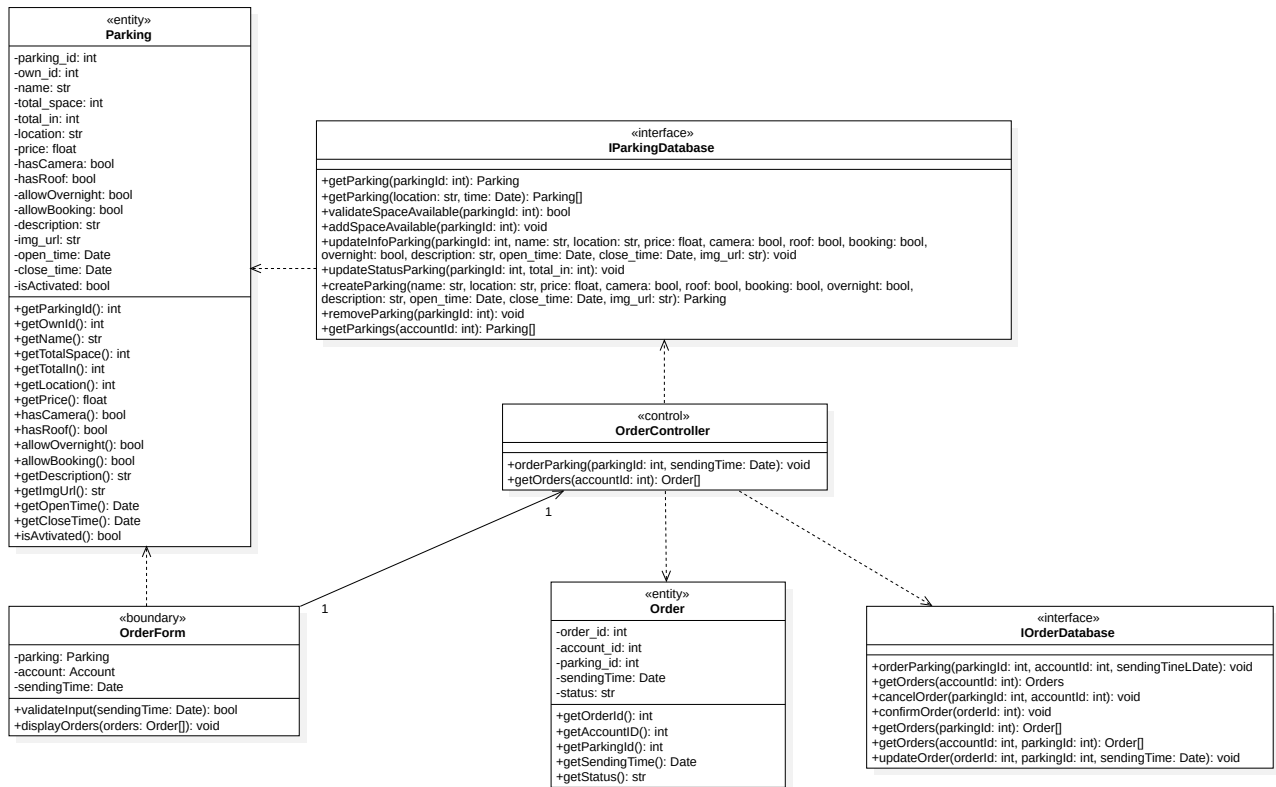 «entity»
Parking
-parking_id: int
-own_id: int
-name: str
-total_space: int
-total_in: int
-location: str
-price: float
-hasCamera: bool
-hasRoof: bool
-allowOvernight: bool
-allowBooking: bool
-description: str
-img_url: str
-open_time: Date
-close_time: Date
-isActivated: bool
+getParkingId(): int
+getOwnId(): int
+getName(): str
+getTotalSpace(): int
+getTotalIn(): int
+getLocation(): int
+getPrice(): float
+hasCamera(): bool
+hasRoof(): bool
+allowOvernight(): bool
+allowBooking(): bool
+getDescription(): str
+getImgUrl(): str
+getOpenTime(): Date
+getCloseTime(): Date
+isAvtivated(): bool
«interface»
IParkingDatabase
+getParking(parkingId: int): Parking
+getParking(location: str, time: Date): Parking[]
+validateSpaceAvailable(parkingId: int): bool
+addSpaceAvailable(parkingId: int): void
+updateInfoParking(parkingId: int, name: str, location: str, price: float, camera: bool, roof: bool, booking: bool,
overnight: bool, description: str, open_time: Date, close_time: Date, img_url: str): void
+updateStatusParking(parkingId: int, total_in: int): void
+createParking(name: str, location: str, price: float, camera: bool, roof: bool, booking: bool, overnight: bool,
description: str, open_time: Date, close_time: Date, img_url: str): Parking
+removeParking(parkingId: int): void
+getParkings(accountId: int): Parking[]
«control»
OrderController
+orderParking(parkingId: int, sendingTime: Date): void
+getOrders(accountId: int): Order[]
1
1
«boundary»
OrderForm
-parking: Parking
-account: Account
-sendingTime: Date
+validateInput(sendingTime: Date): bool
+displayOrders(orders: Order[]): void
«entity»
Order
-order_id: int
-account_id: int
-parking_id: int
-sendingTime: Date
-status: str
+getOrderId(): int
+getAccountID(): int
+getParkingId(): int
+getSendingTime(): Date
+getStatus(): str
«interface»
IOrderDatabase
+orderParking(parkingId: int, accountId: int, sendingTineLDate): void
+getOrders(accountId: int): Orders
+cancelOrder(parkingId: int, accountId: int): void
+confirmOrder(orderId: int): void
+getOrders(parkingId: int): Order[]
+getOrders(accountId: int, parkingId: int): Order[]
+updateOrder(orderId: int, parkingId: int, sendingTime: Date): void